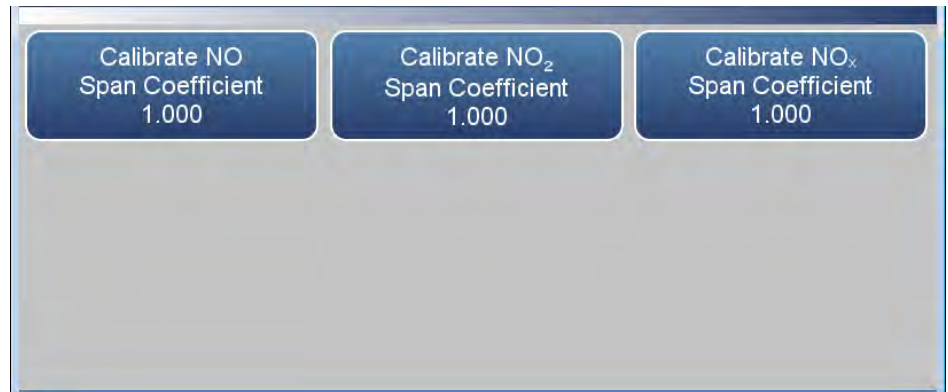 Calibrate NO
Span Coefficient
1.000
Calibrate NO₂
Span Coefficient
1.000
Calibrate NOₓ
Span Coefficient
1.000